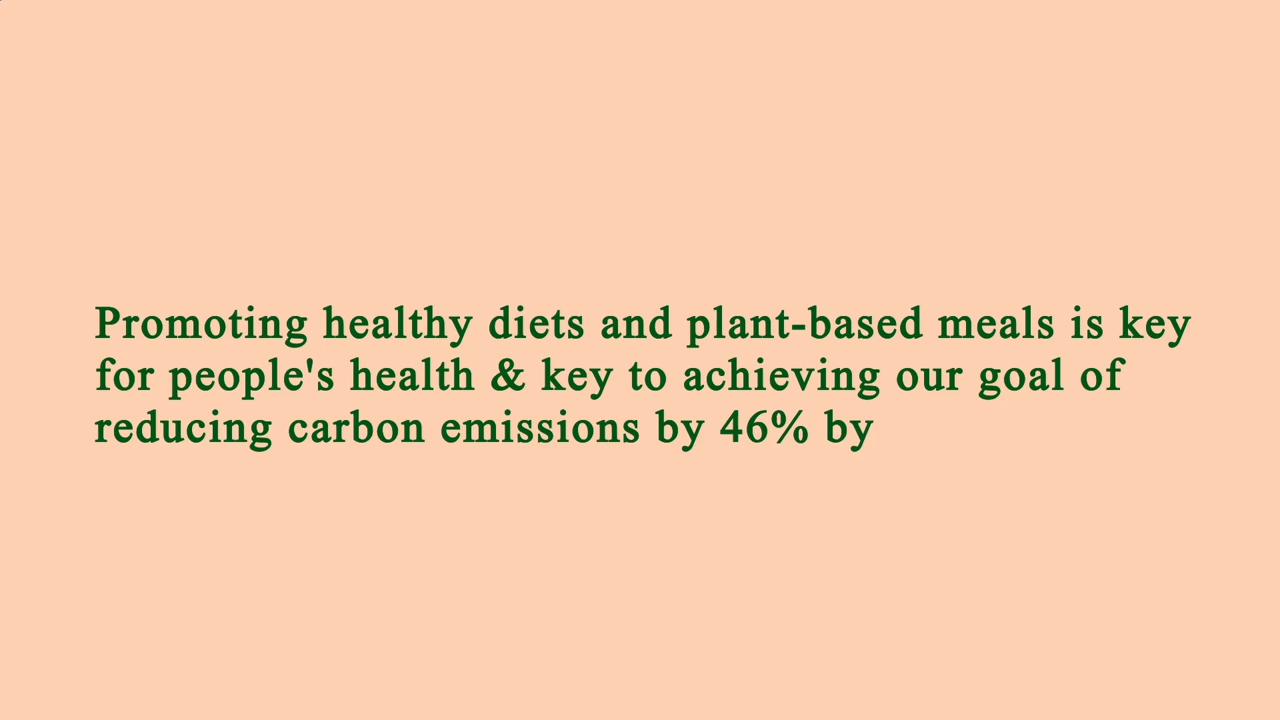 Promoting healthy diets and plant-based meals is key
for people's health & key to achieving our goal of
reducing carbon emissions by 46% by